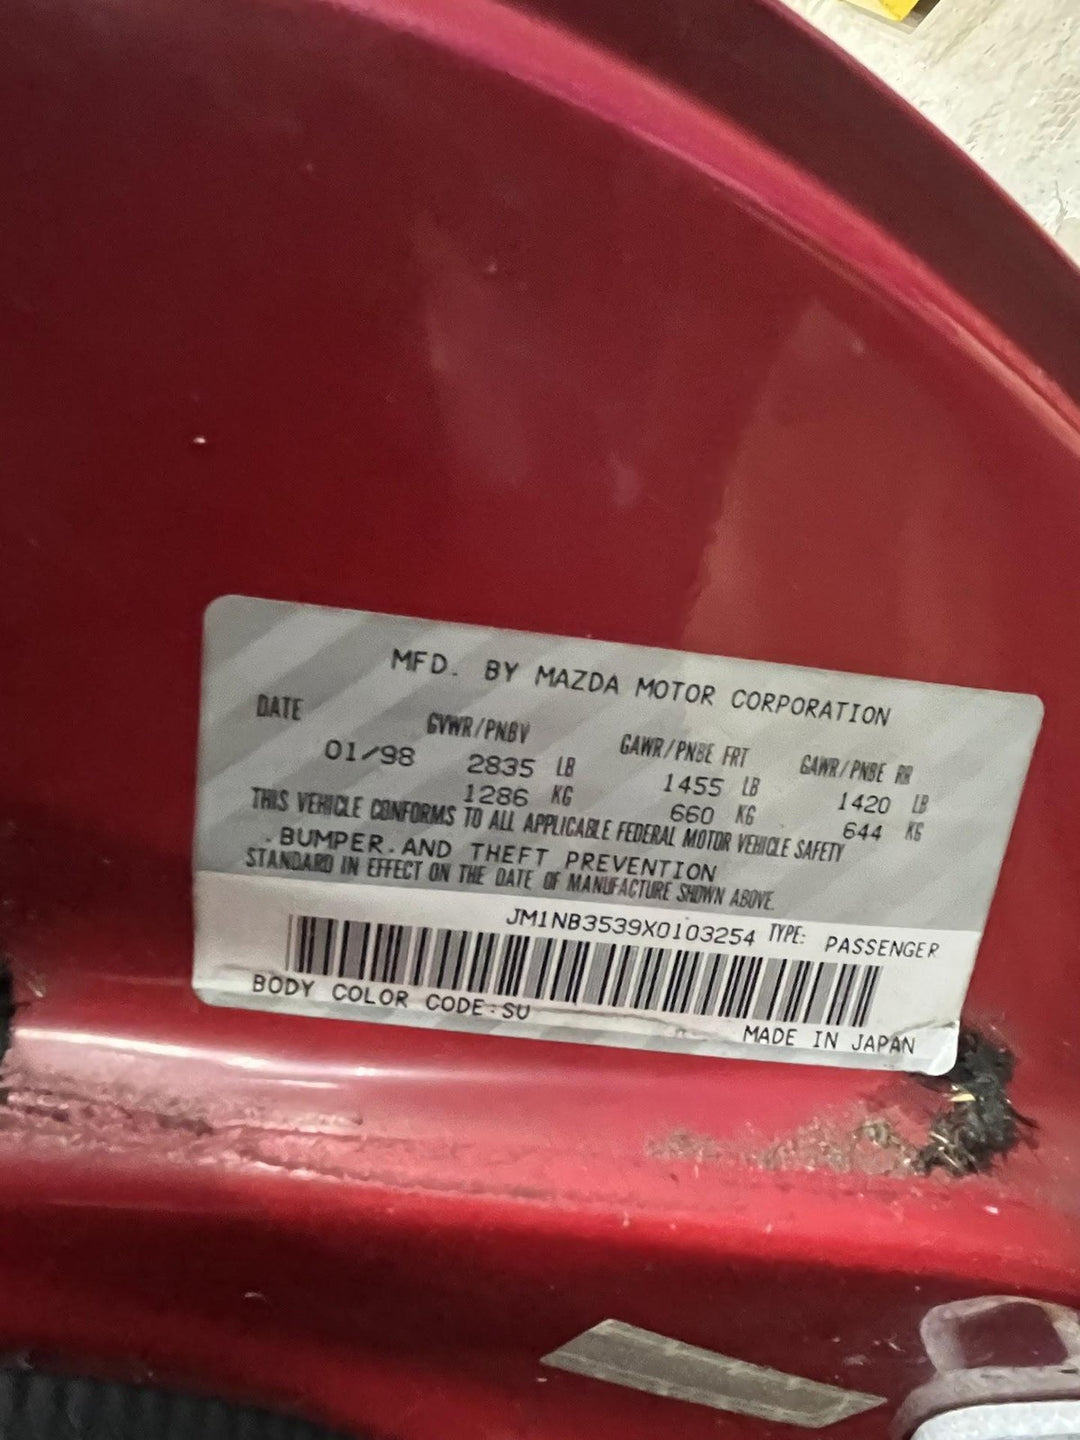 MFD. BY MAZDA MOTOR CORPORATION
DATE GVWR/PNBV GAWR/PNBE FRT GAWR/PNBE RR
01/98 2835 LB 1455 LB 1420 LB
1286 KG 660 KG 644 KG
THIS VEHICLE CONFORMS TO ALL APPLICABLE FEDERAL MOTOR VEHICLE SAFETY
. BUMPER. AND THEFT PREVENTION
STANDARD IN EFFECT ON THE DATE OF MANUFACTURE SHOWN ABOVE.
JM1NB3539X0103254 TYPE: PASSENGER
BODY COLOR CODE:SU
MADE IN JAPAN